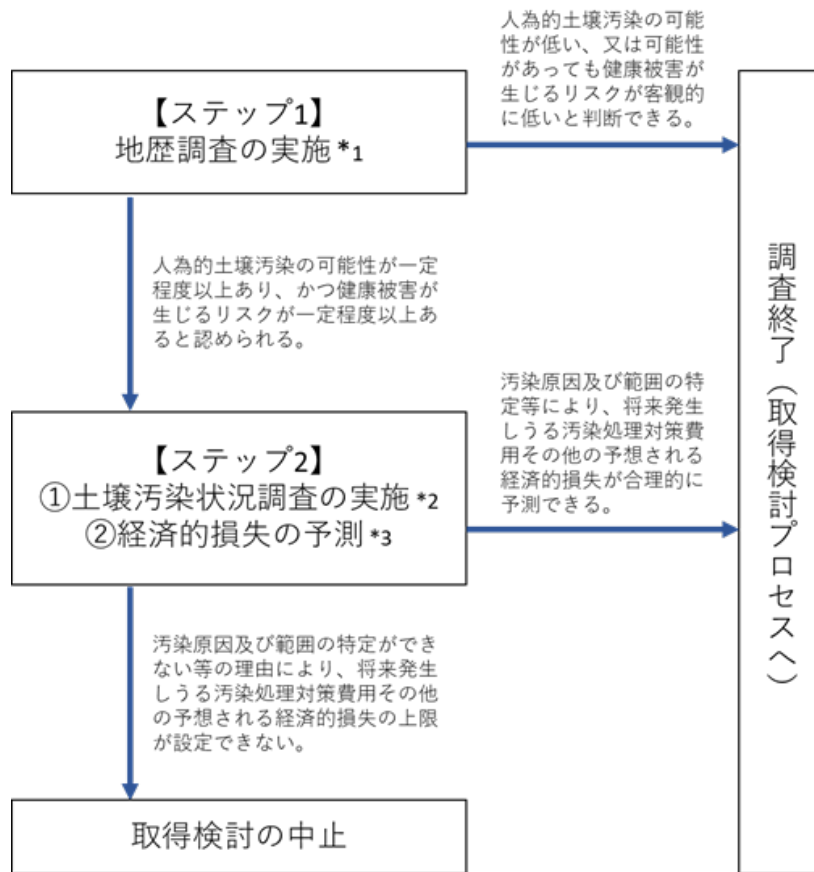 人為的土壌汚染の可能
性が低い、又は可能性
があっても健康被害が
生じるリスクが客観的
に低いと判断できる。
【ステップ1】
地歴調査の実施 *1
人為的土壌汚染の可能性が一定
程度以上あり、かつ健康被害が
生じるリスクが一定程度以上あ
ると認められる。
汚染原因及び範囲の特
定等により、将来発生
しうる汚染処理対策費
用その他の予想される
経済的損失が合理的に
予測できる。
【ステップ2】
①土壌汚染状況調査の実施 *2
②経済的損失の予測 *3
汚染原因及び範囲の特定ができ
ない等の理由により、将来発生
しうる汚染処理対策費用その他
の予想される経済的損失の上限
が設定できない。
取得検討の中止
調査終了（取得検討プロセスへ）